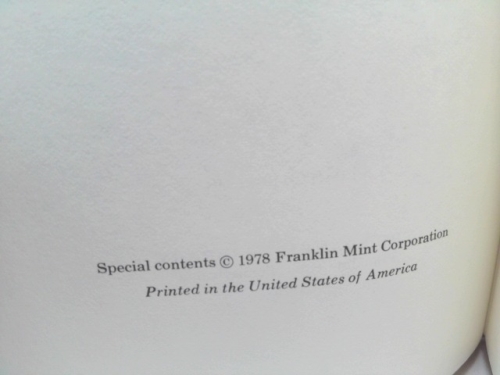 Special contents © 1978 Franklin Mint Corporation
Printed in the United States of America